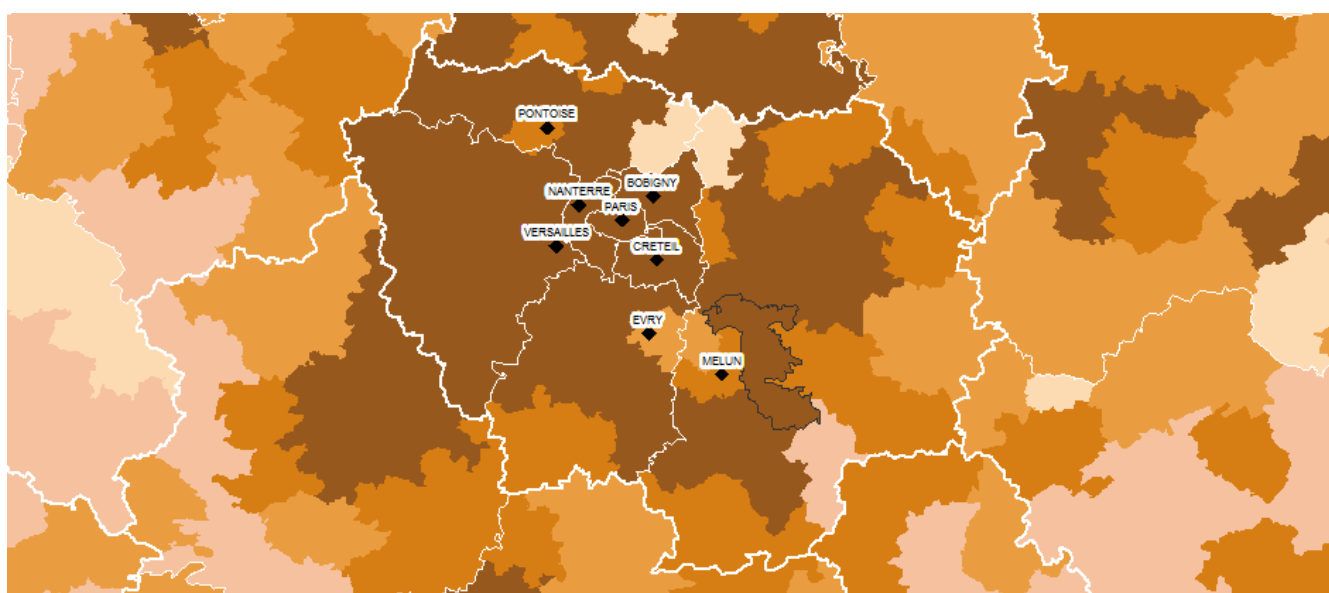 PONTOISE
NANTERRE
BOBIGNY
PARIS
VERSAILLES
CRETEIL
EVRY
MELUN